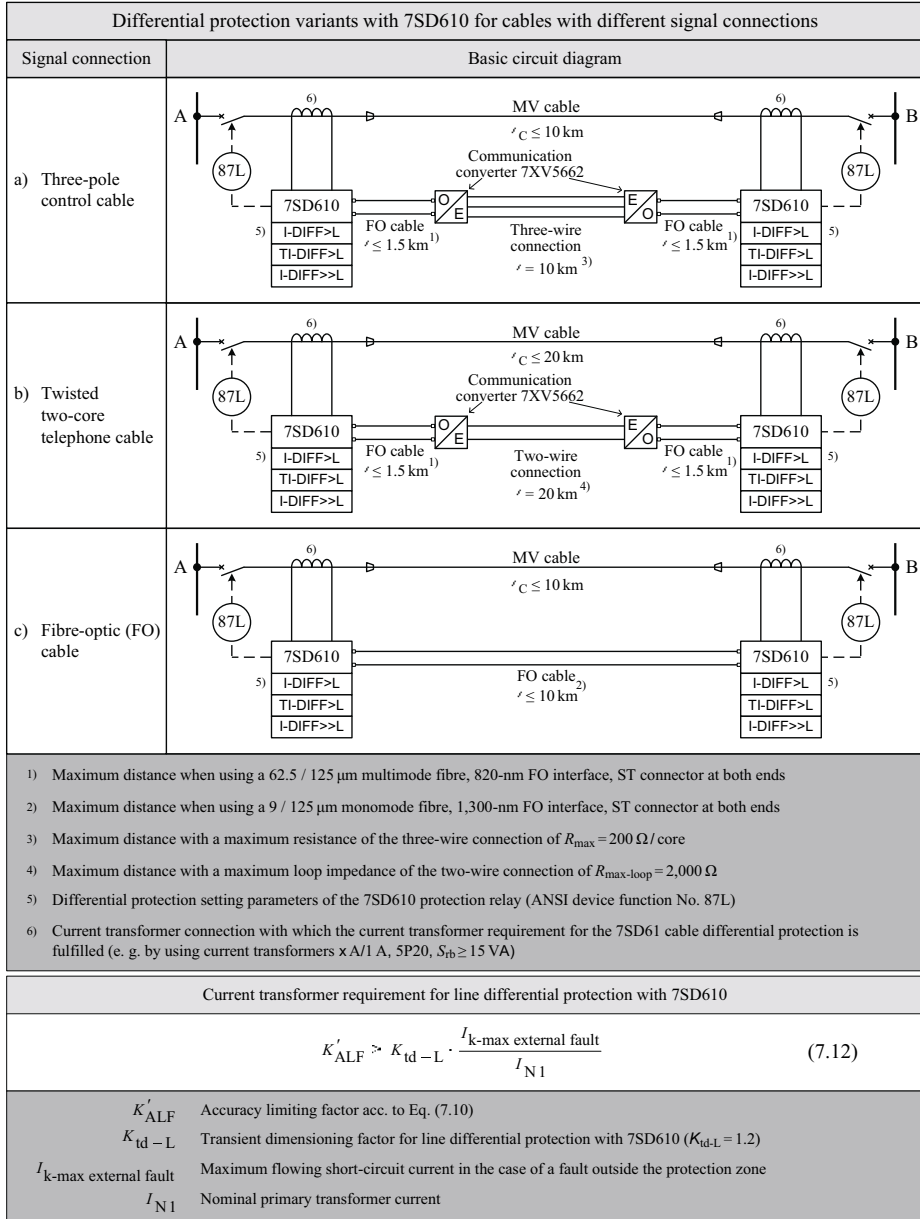 Differential protection variants with 7SD610 for cables with different signal connections
Signal connection
Basic circuit diagram
a) Three-pole
control cable
A
6)
MV cable
ℓC ≤ 10 km
6)
B
87L
Communication
converter 7XV5662
87L
7SD610
O
E
E
O
7SD610
5)
I-DIFF>L
TI-DIFF>L
I-DIFF>>L
FO cable
ℓ ≤ 1.5 km 1)
Three-wire
connection
ℓ = 10 km 3)
FO cable
ℓ ≤ 1.5 km 1)
I-DIFF>L
TI-DIFF>L
I-DIFF>>L
5)
b) Twisted
two-core
telephone cable
A
6)
MV cable
ℓC ≤ 20 km
6)
B
87L
Communication
converter 7XV5662
87L
7SD610
O
E
E
O
7SD610
5)
I-DIFF>L
TI-DIFF>L
I-DIFF>>L
FO cable
ℓ ≤ 1.5 km 1)
Two-wire
connection
ℓ = 20 km 4)
FO cable
ℓ ≤ 1.5 km 1)
I-DIFF>L
TI-DIFF>L
I-DIFF>>L
5)
c) Fibre-optic (FO)
cable
A
6)
MV cable
ℓC ≤ 10 km
6)
B
87L
87L
7SD610
7SD610
5)
I-DIFF>L
TI-DIFF>L
I-DIFF>>L
FO cable 2)
ℓ ≤ 10 km
I-DIFF>L
TI-DIFF>L
I-DIFF>>L
5)
1) Maximum distance when using a 62.5 / 125 µm multimode fibre, 820-nm FO interface, ST connector at both ends
2) Maximum distance when using a 9 / 125 µm monomode fibre, 1,300-nm FO interface, ST connector at both ends
3) Maximum distance with a maximum resistance of the three-wire connection of Rmax = 200 Ω / core
4) Maximum distance with a maximum loop impedance of the two-wire connection of Rmax-loop = 2,000 Ω
5) Differential protection setting parameters of the 7SD610 protection relay (ANSI device function No. 87L)
6) Current transformer connection with which the current transformer requirement for the 7SD61 cable differential protection is
fulfilled (e. g. by using current transformers x A/1 A, 5P20, Srb ≥ 15 VA)
Current transformer requirement for line differential protection with 7SD610
K'ALF > Ktd – L · Ik-max external fault / IN1 (7.12)
K'ALF Accuracy limiting factor acc. to Eq. (7.10)
Ktd – L Transient dimensioning factor for line differential protection with 7SD610 (Ktd-L = 1.2)
Ik-max external fault Maximum flowing short-circuit current in the case of a fault outside the protection zone
IN1 Nominal primary transformer current